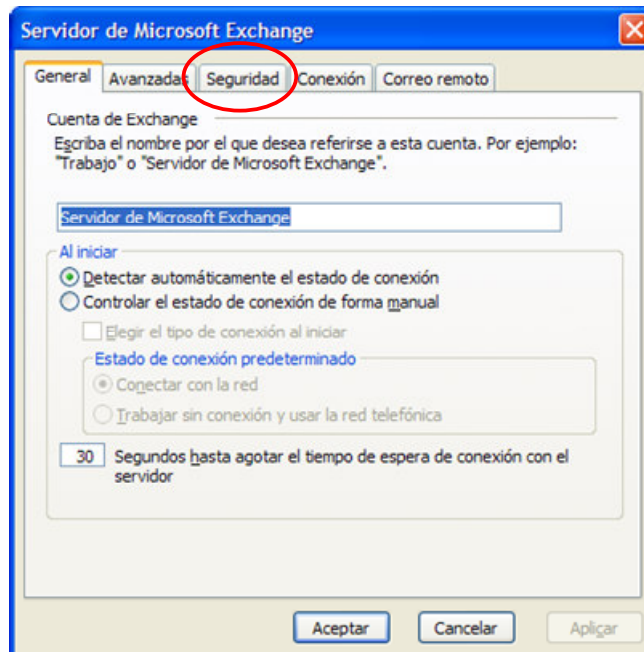 Servidor de Microsoft Exchange
General Avanzadas Seguridad Conexión Correo remoto
Cuenta de Exchange
Escriba el nombre por el que desea referirse a esta cuenta. Por ejemplo:
"Trabajo" o "Servidor de Microsoft Exchange".
Servidor de Microsoft Exchange
Al iniciar
Detectar automáticamente el estado de conexión
Controlar el estado de conexión de forma manual
Elegir el tipo de conexión al iniciar
Estado de conexión predeterminado
Conectar con la red
Trabajar sin conexión y usar la red telefónica
30 Segundos hasta agotar el tiempo de espera de conexión con el
servidor
Aceptar Cancelar Aplicar